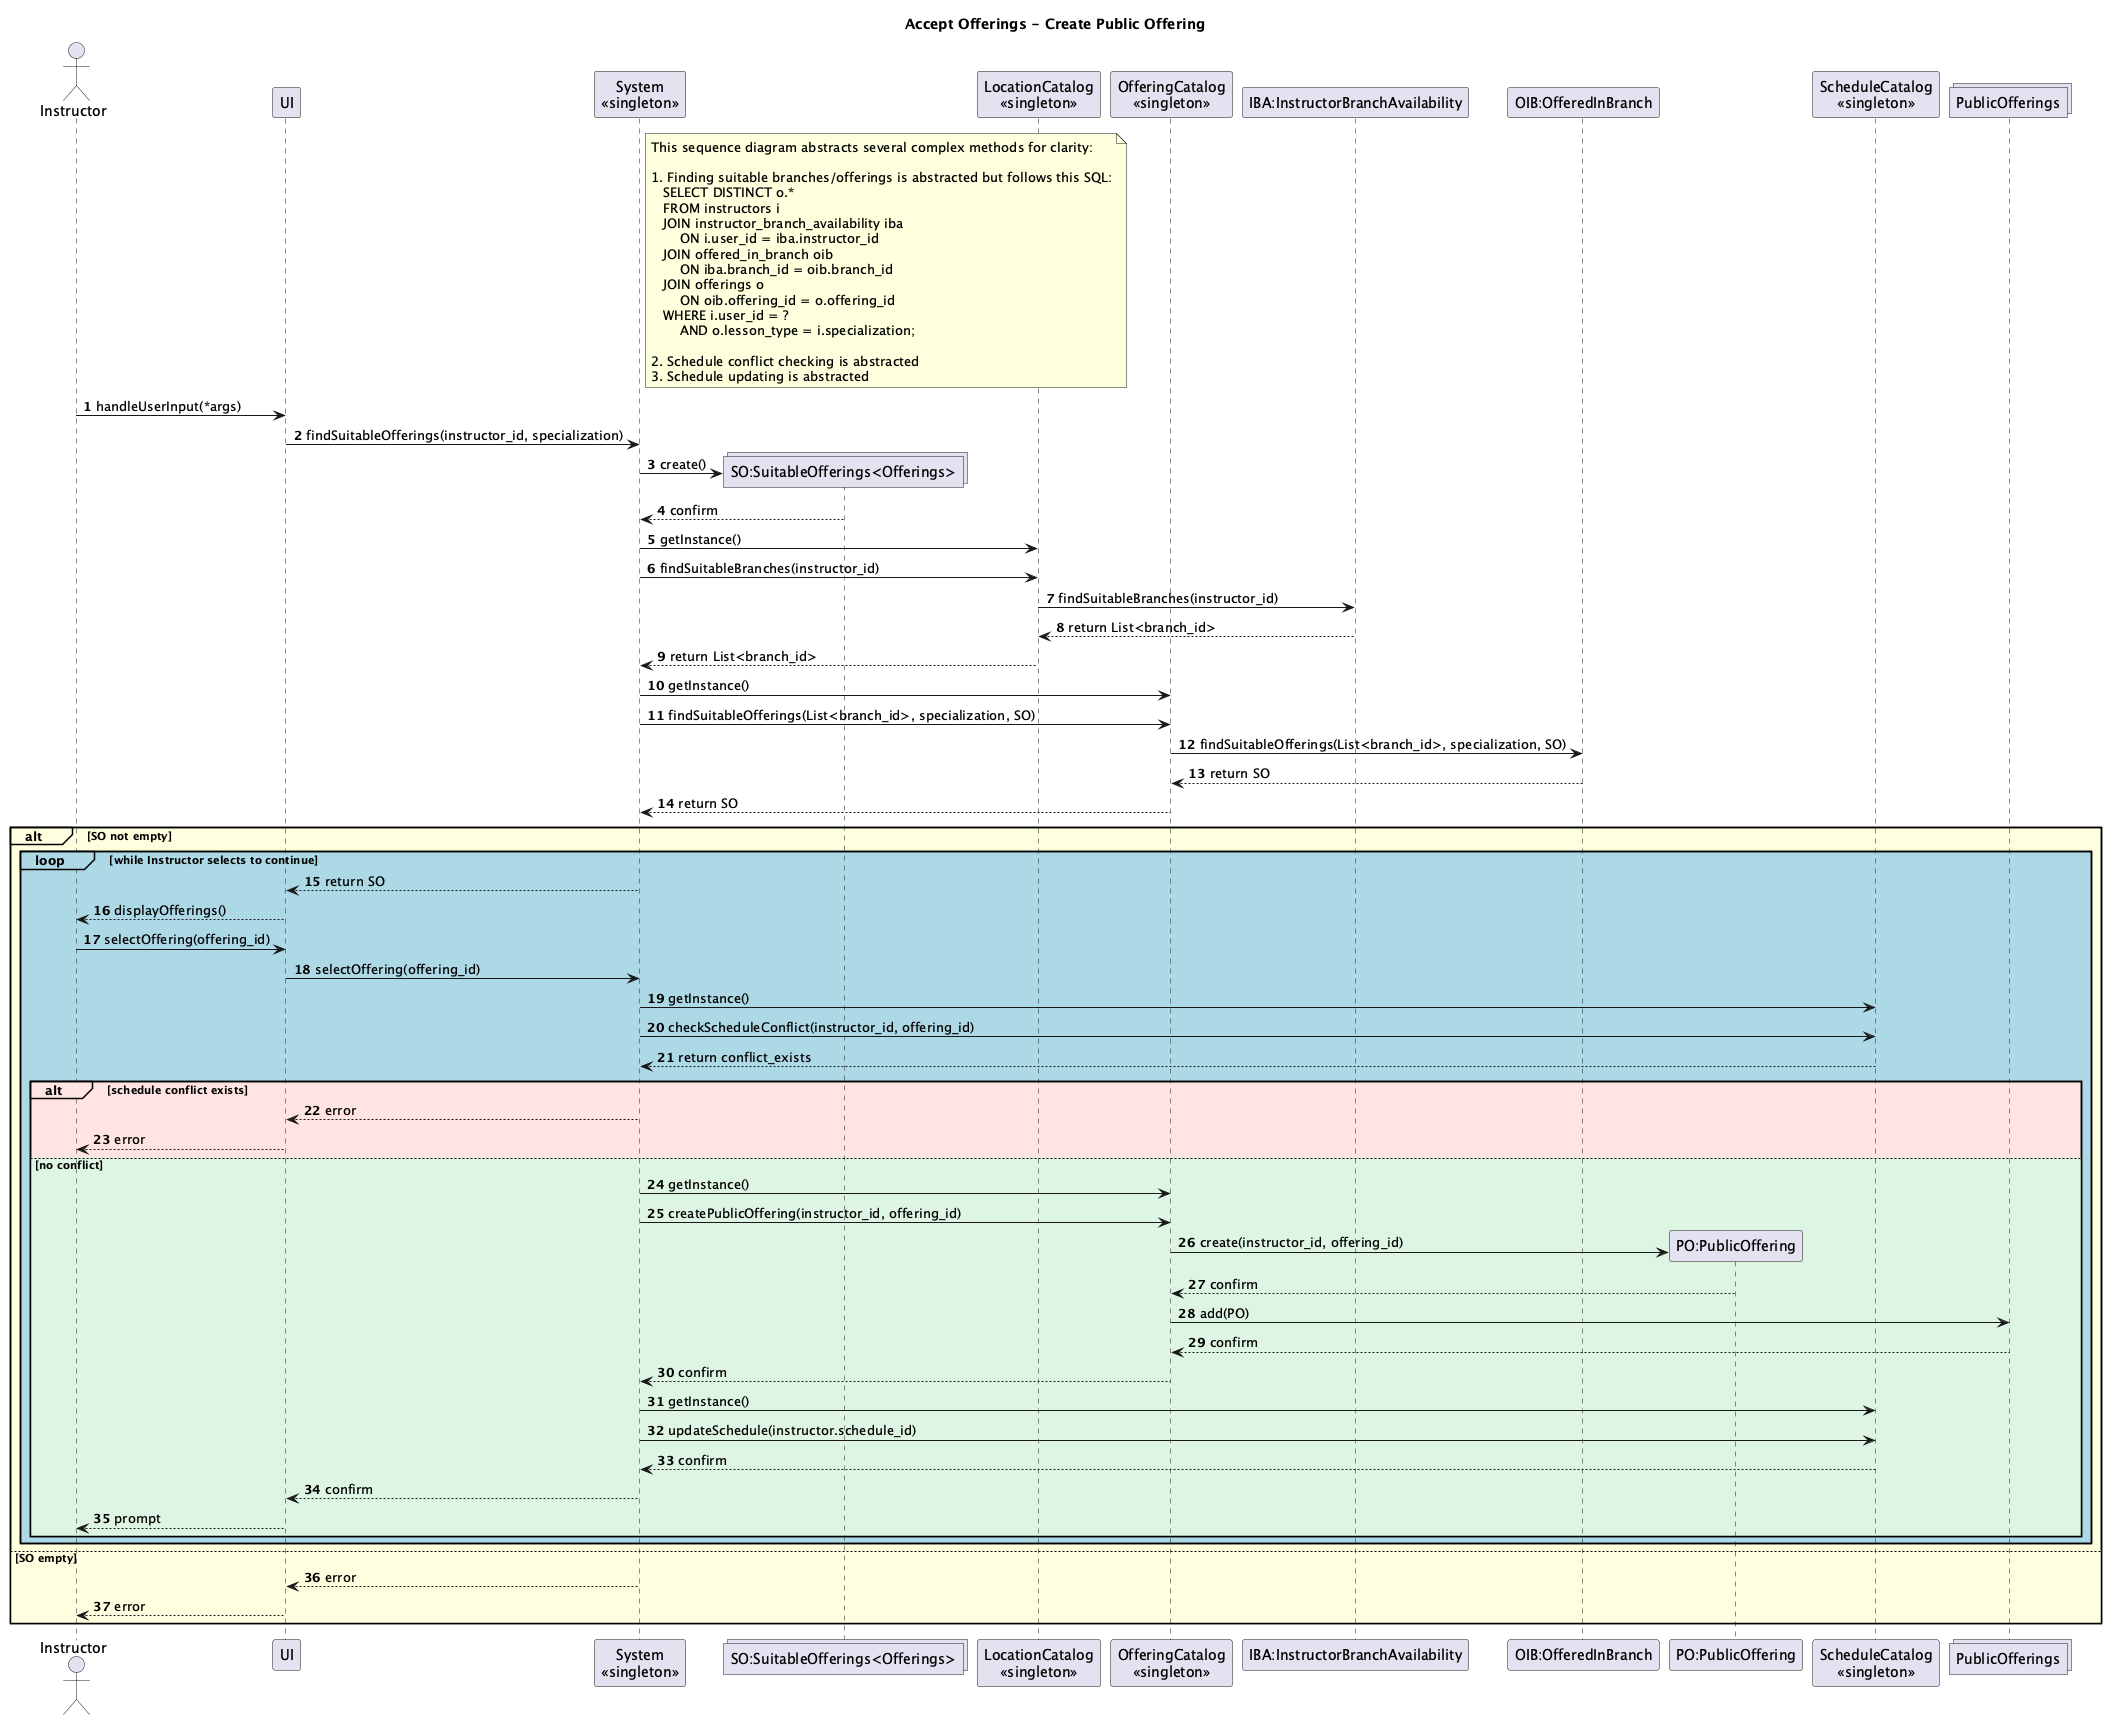 Accept Offerings - Create Public Offering
Instructor
UI
System
«singleton»
LocationCatalog
«singleton»
OfferingCatalog
«singleton»
IBA:InstructorBranchAvailability
OIB:OfferedInBranch
ScheduleCatalog
«singleton»
PublicOfferings
This sequence diagram abstracts several complex methods for clarity:
1. Finding suitable branches/offerings is abstracted but follows this SQL:
SELECT DISTINCT o.*
FROM instructors i
JOIN instructor_branch_availability iba
ON i.user_id = iba.instructor_id
JOIN offered_in_branch oib
ON iba.branch_id = oib.branch_id
JOIN offerings o
ON oib.offering_id = o.offering_id
WHERE i.user_id = ?
AND o.lesson_type = i.specialization;
2. Schedule conflict checking is abstracted
3. Schedule updating is abstracted
1 handleUserInput(*args)
2 findSuitableOfferings(instructor_id, specialization)
3 create()
SO:SuitableOfferings<Offerings>
4 confirm
5 getInstance()
6 findSuitableBranches(instructor_id)
7 findSuitableBranches(instructor_id)
8 return List<branch_id>
9 return List<branch_id>
10 getInstance()
11 findSuitableOfferings(List<branch_id>, specialization, SO)
12 findSuitableOfferings(List<branch_id>, specialization, SO)
13 return SO
14 return SO
alt [SO not empty]
loop [while Instructor selects to continue]
15 return SO
16 displayOfferings()
17 selectOffering(offering_id)
18 selectOffering(offering_id)
19 getInstance()
20 checkScheduleConflict(instructor_id, offering_id)
21 return conflict_exists
alt [schedule conflict exists]
22 error
23 error
[no conflict]
24 getInstance()
25 createPublicOffering(instructor_id, offering_id)
26 create(instructor_id, offering_id)
PO:PublicOffering
27 confirm
28 add(PO)
29 confirm
30 confirm
31 getInstance()
32 updateSchedule(instructor.schedule_id)
33 confirm
34 confirm
35 prompt
[SO empty]
36 error
37 error
Instructor
UI
System
«singleton»
SO:SuitableOfferings<Offerings>
LocationCatalog
«singleton»
OfferingCatalog
«singleton»
IBA:InstructorBranchAvailability
OIB:OfferedInBranch
PO:PublicOffering
ScheduleCatalog
«singleton»
PublicOfferings